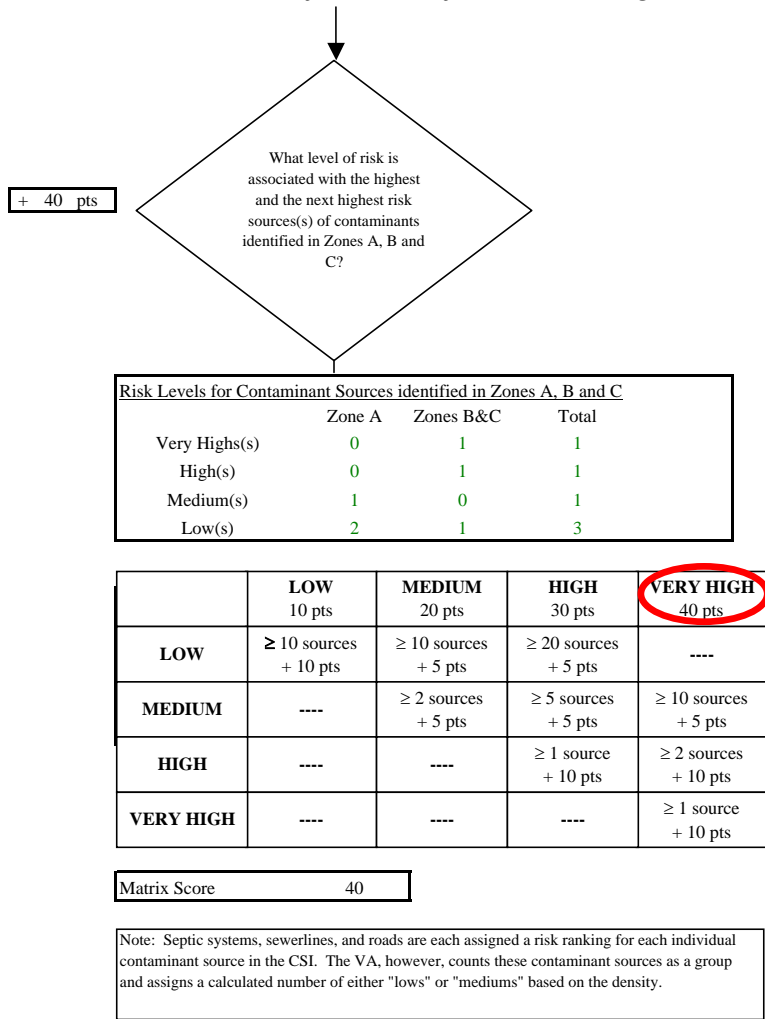 What level of risk is
associated with the highest
and the next highest risk
sources(s) of contaminants
identified in Zones A, B and
C?
+ 40 pts
Risk Levels for Contaminant Sources identified in Zones A, B and C
Zone A Zones B&C Total
Very Highs(s) 0 1 1
High(s) 0 1 1
Medium(s) 1 0 1
Low(s) 2 1 3
LOW MEDIUM HIGH VERY HIGH
10 pts 20 pts 30 pts 40 pts
LOW ≥ 10 sources ≥ 10 sources ≥ 20 sources ----
+ 10 pts + 5 pts + 5 pts
MEDIUM ---- ≥ 2 sources ≥ 5 sources ≥ 10 sources
+ 5 pts + 5 pts + 5 pts
HIGH ---- ---- ≥ 1 source ≥ 2 sources
+ 10 pts + 10 pts
VERY HIGH ---- ---- ---- ≥ 1 source
+ 10 pts
Matrix Score 40
Note: Septic systems, sewerlines, and roads are each assigned a risk ranking for each individual
contaminant source in the CSI. The VA, however, counts these contaminant sources as a group
and assigns a calculated number of either "lows" or "mediums" based on the density.